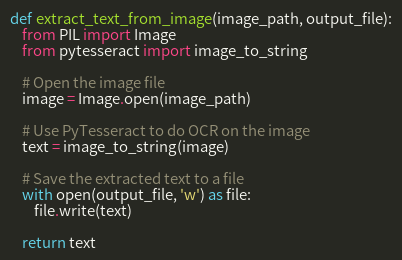 def extract_text_from_image(image_path, output_file):
    from PIL import Image
    from pytesseract import image_to_string

    # Open the image file
    image = Image.open(image_path)

    # Use PyTesseract to do OCR on the image
    text = image_to_string(image)

    # Save the extracted text to a file
    with open(output_file, 'w') as file:
        file.write(text)

    return text